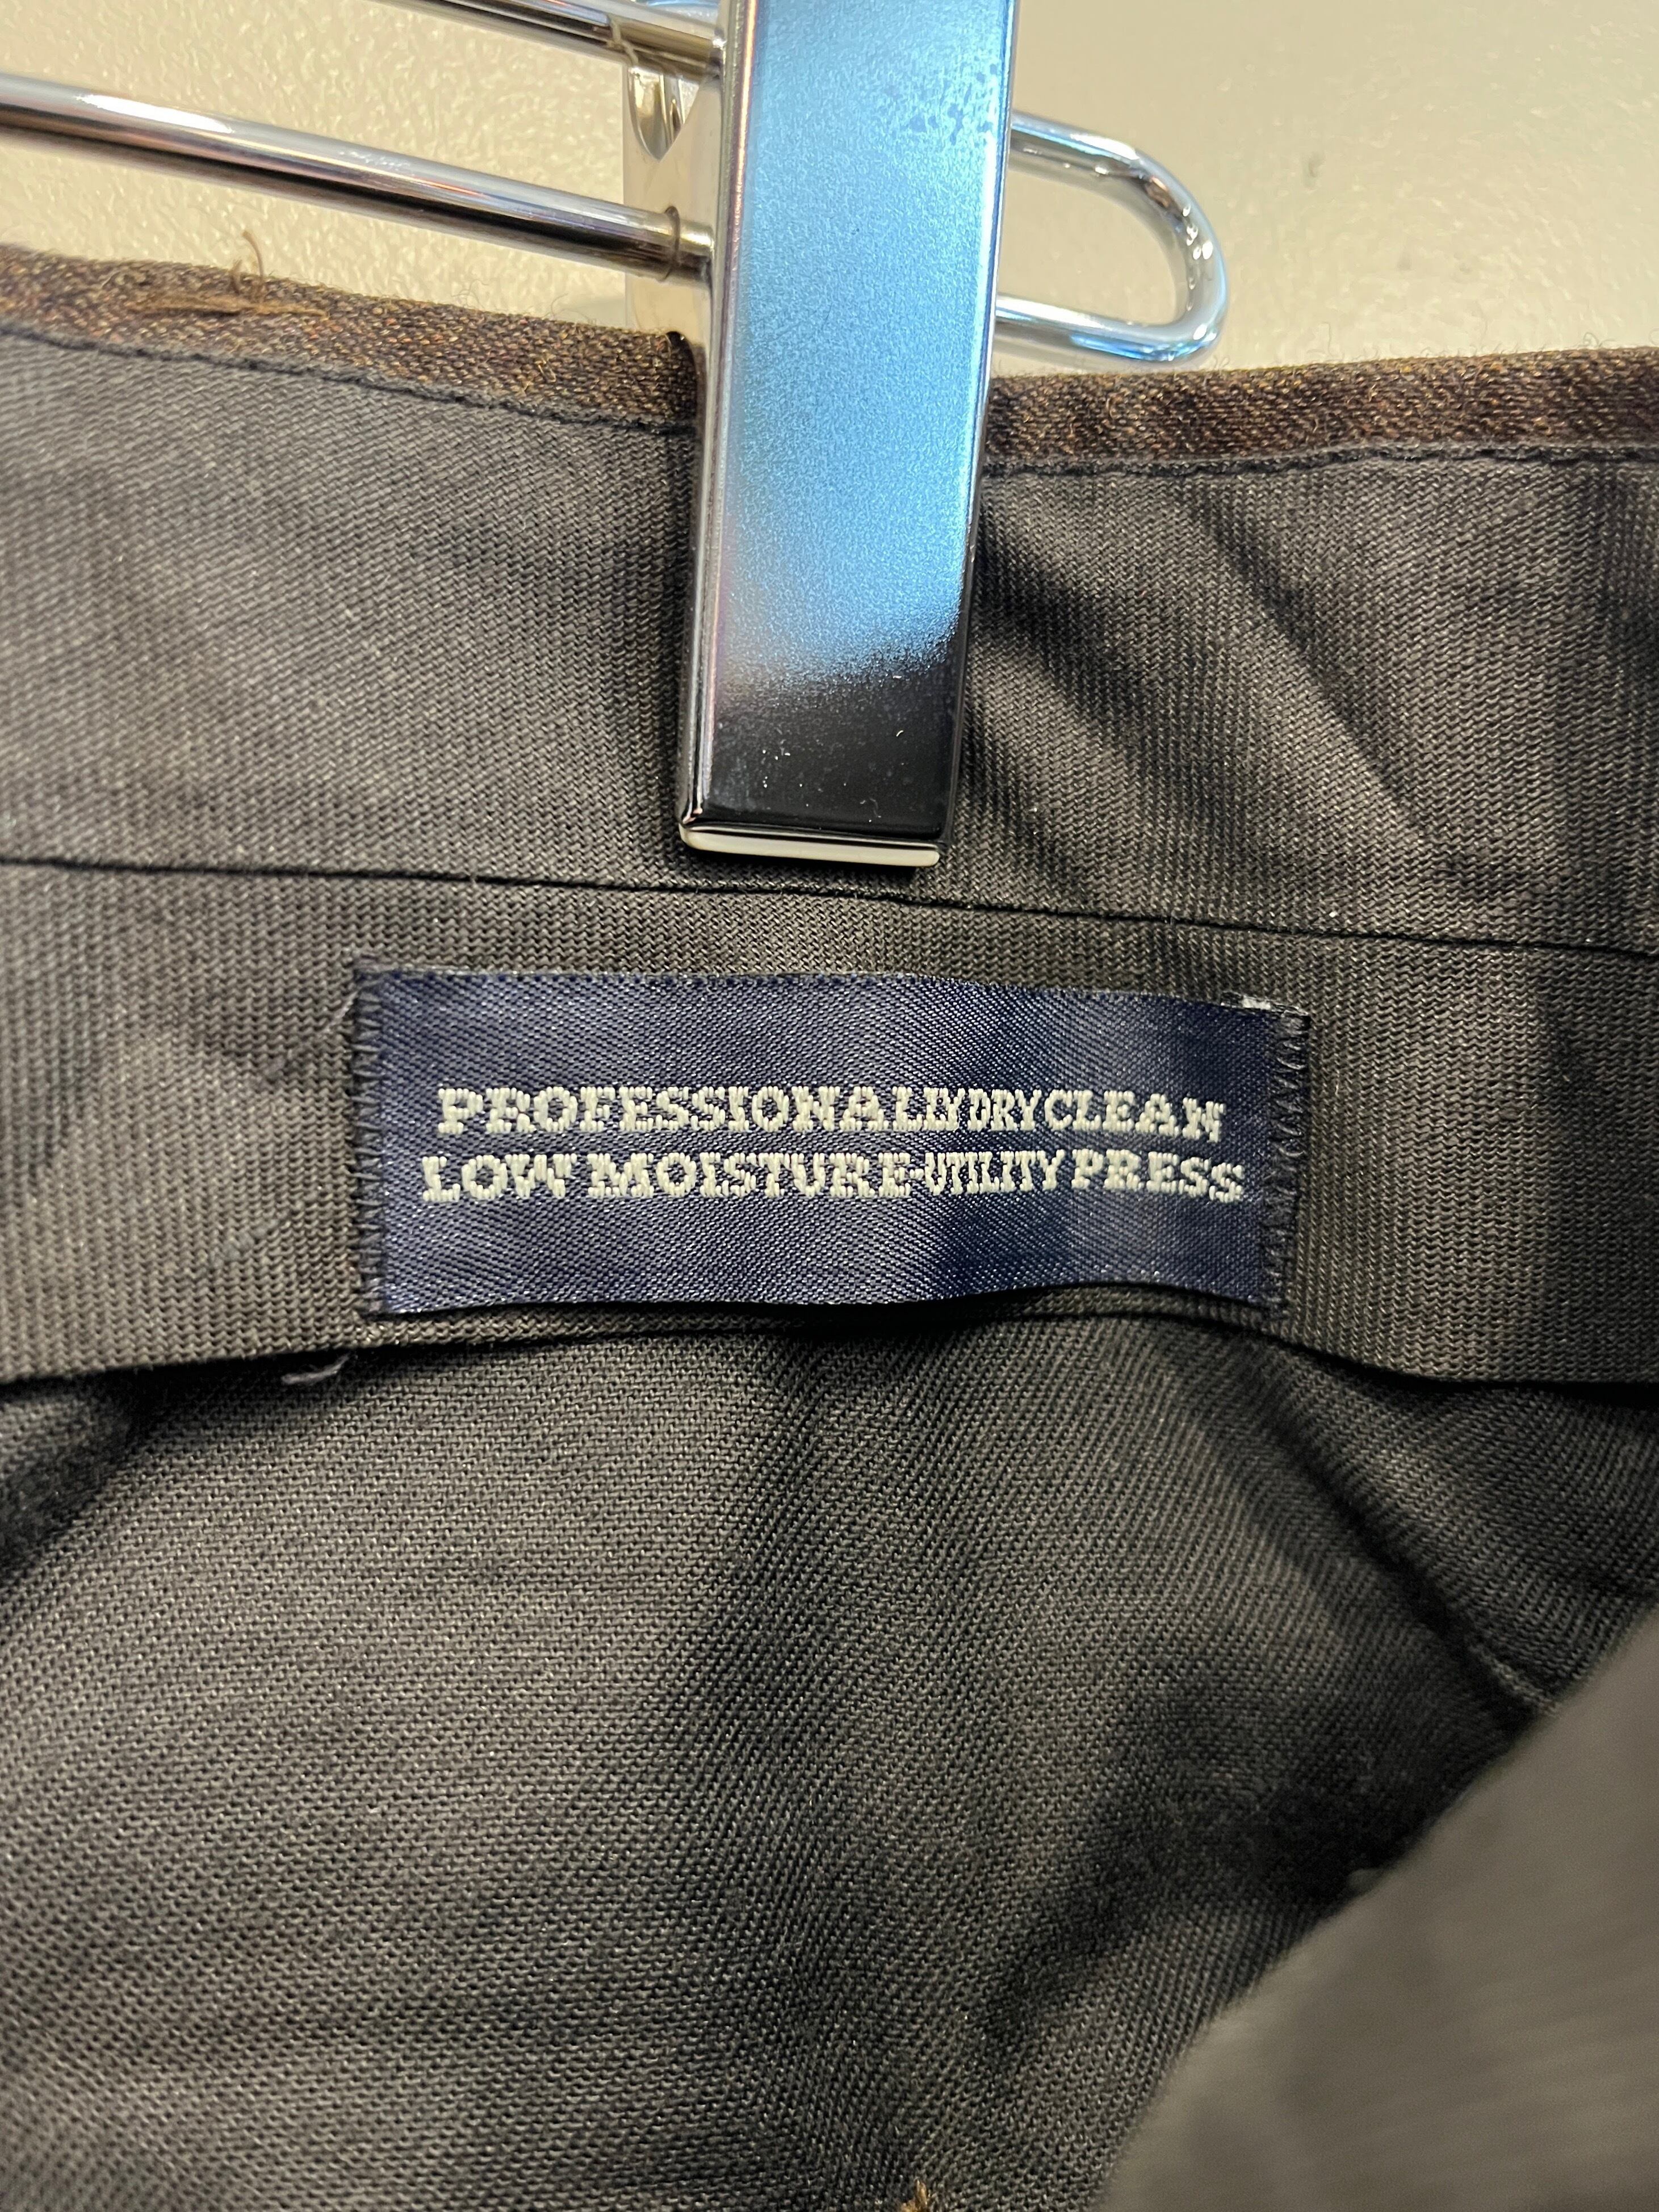 PROFESSIONALLY DRY CLEAN
LOW MOISTURE-UTILITY PRESS